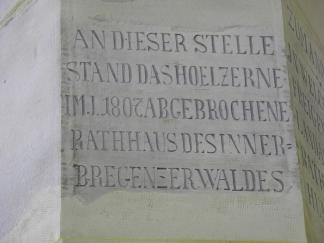 AN DIESER STELLE
STAND DAS HOELZERNE
IM I. 1807 ABGEBROCHENE
RATHHAUS DES INNER=
BREGENZERWALDES